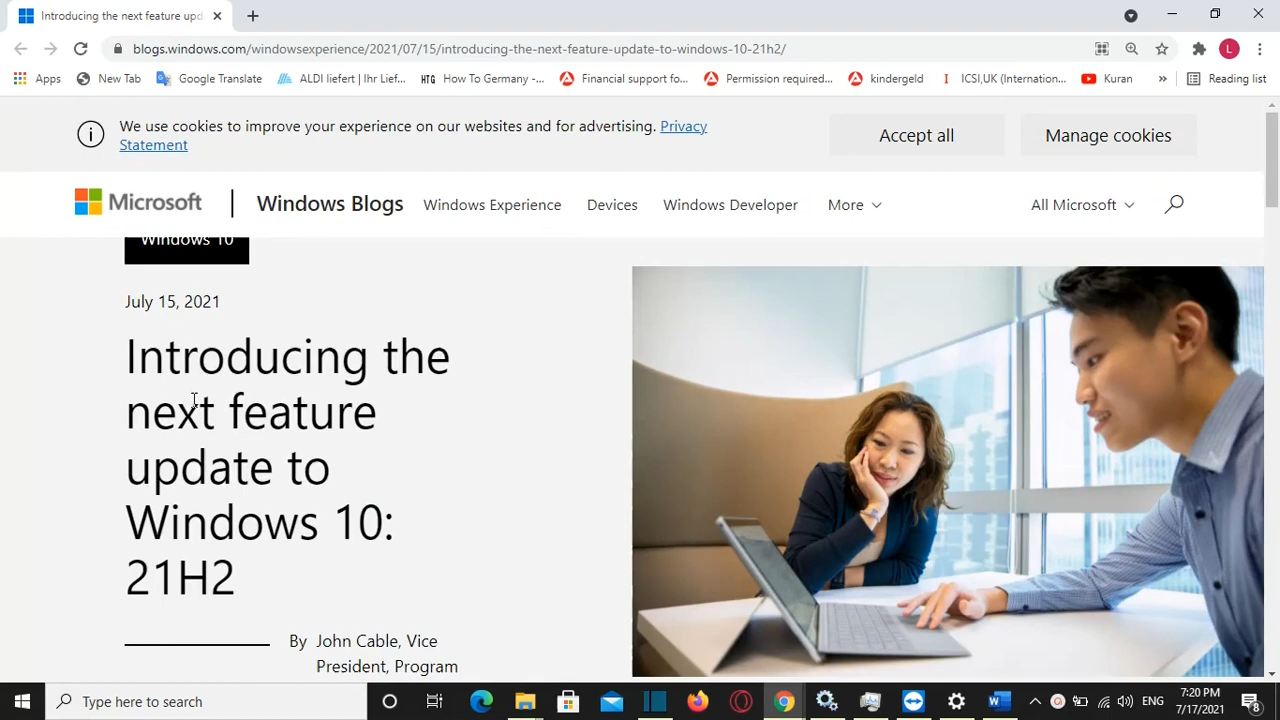 Introducing the next feature upd
blogs.windows.com/windowsexperience/2021/07/15/introducing-the-next-feature-update-to-windows-10-21h2/
L
Apps New Tab Google Translate ALDI liefert | Ihr Lief... HTG How To Germany -... Financial support fo... Permission required... kindergeld ICSI,UK (Internation... Kuran » Reading list
We use cookies to improve your experience on our websites and for advertising. Privacy
Statement
Accept all Manage cookies
Microsoft | Windows Blogs Windows Experience Devices Windows Developer More All Microsoft
Windows 10
July 15, 2021
Introducing the
next feature
update to
Windows 10:
21H2
By John Cable, Vice
President, Program
Type here to search
ENG
7:20 PM
7/17/2021
8